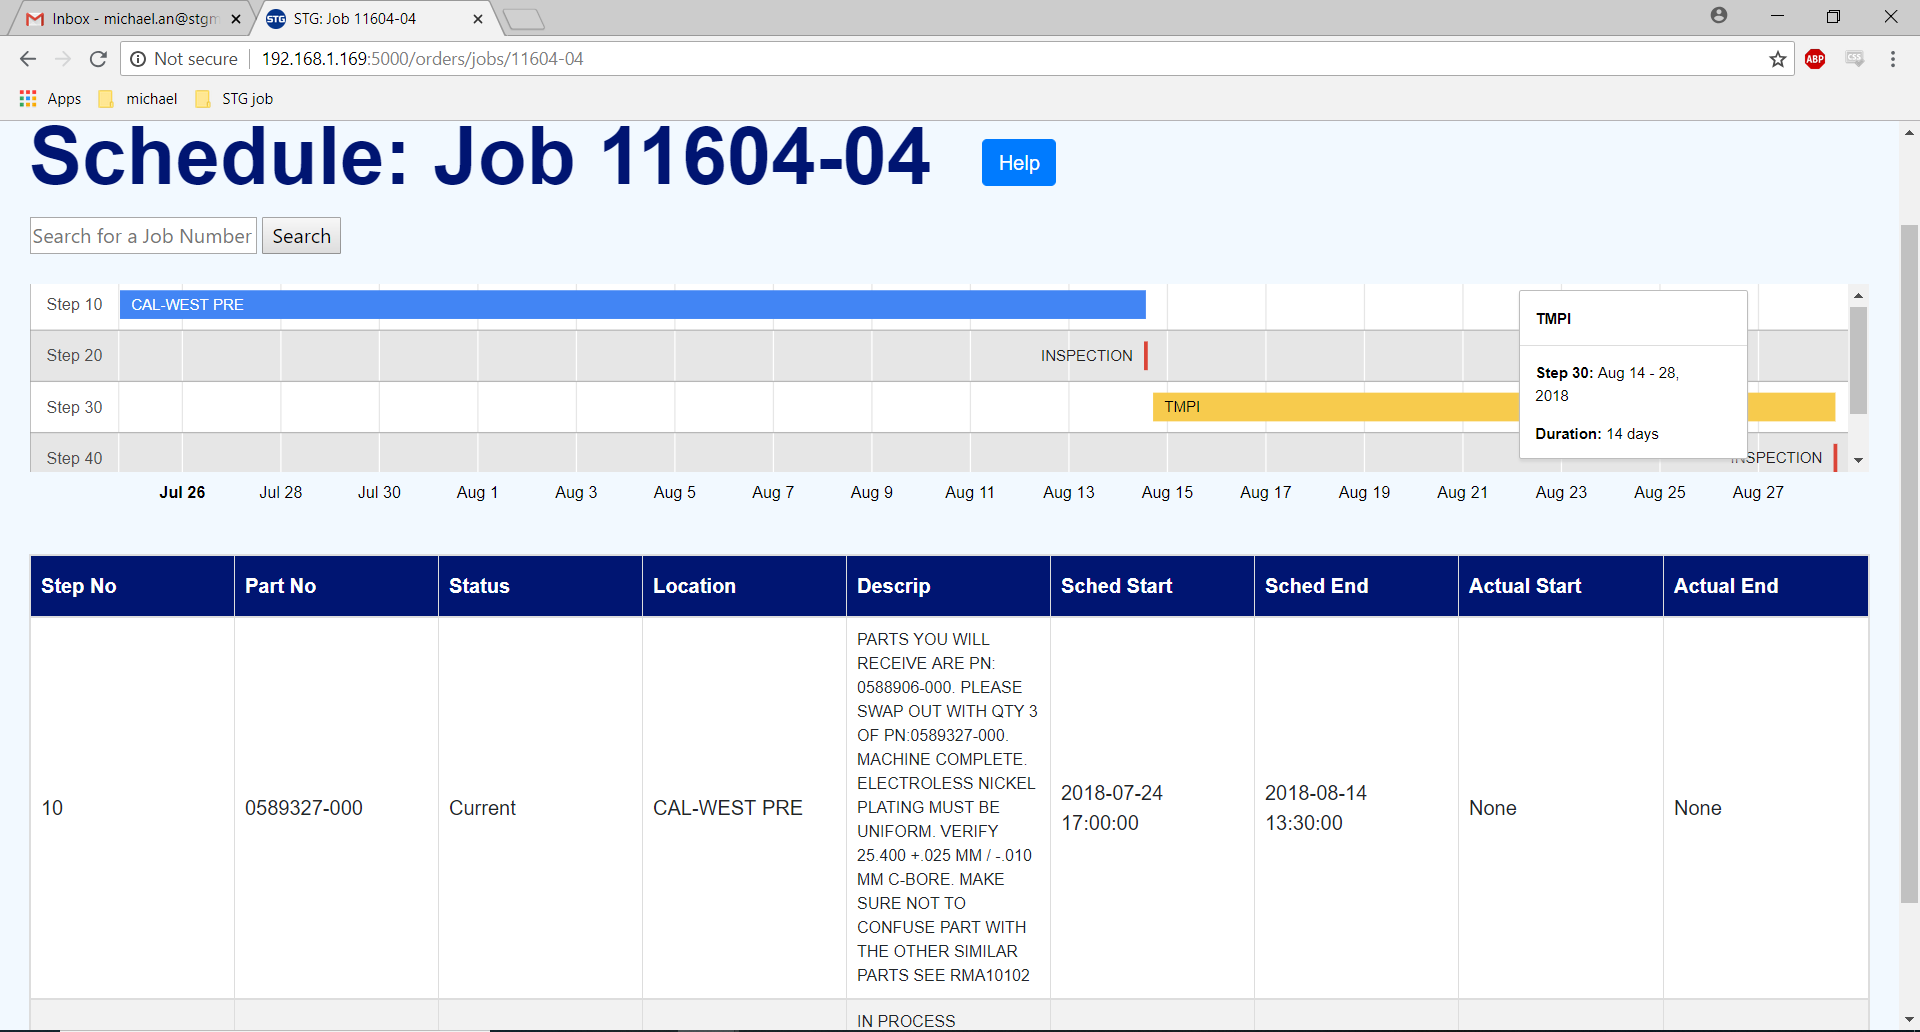 Inbox - michael.an@stgm
STG
STG: Job 11604-04
Not secure
192.168.1.169:5000/orders/jobs/11604-04
ABP
CSS
Apps
michael
STG job
Schedule: Job 11604-04
Help
Search for a Job Number
Search
Step 10
CAL-WEST PRE
Step 20
INSPECTION
Step 30
TMPI
Step 40
INSPECTION
TMPI
Step 30: Aug 14 - 28,
2018
Duration: 14 days
Jul 26
Jul 28
Jul 30
Aug 1
Aug 3
Aug 5
Aug 7
Aug 9
Aug 11
Aug 13
Aug 15
Aug 17
Aug 19
Aug 21
Aug 23
Aug 25
Aug 27
Step No
Part No
Status
Location
Descrip
Sched Start
Sched End
Actual Start
Actual End
10
0589327-000
Current
CAL-WEST PRE
PARTS YOU WILL
RECEIVE ARE PN:
0588906-000. PLEASE
SWAP OUT WITH QTY 3
OF PN:0589327-000.
MACHINE COMPLETE.
ELECTROLESS NICKEL
PLATING MUST BE
UNIFORM. VERIFY
25.400 +.025 MM / -.010
MM C-BORE. MAKE
SURE NOT TO
CONFUSE PART WITH
THE OTHER SIMILAR
PARTS SEE RMA10102
2018-07-24
17:00:00
2018-08-14
13:30:00
None
None
IN PROCESS